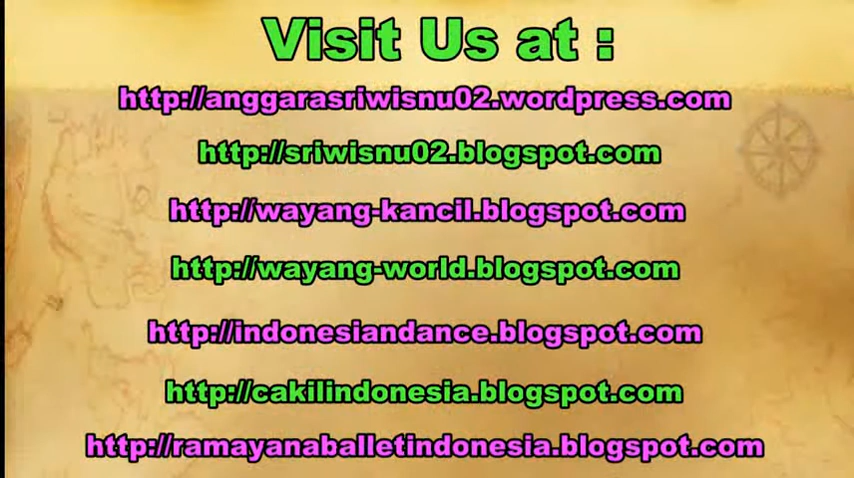 Visit Us at :
http://anggarasriwisnu02.wordpress.com
http://sriwisnu02.blogspot.com
http://wayang-kancil.blogspot.com
http://wayang-world.blogspot.com
http://indonesiandance.blogspot.com
http://cakilindonesia.blogspot.com
http://ramayanaballetindonesia.blogspot.com